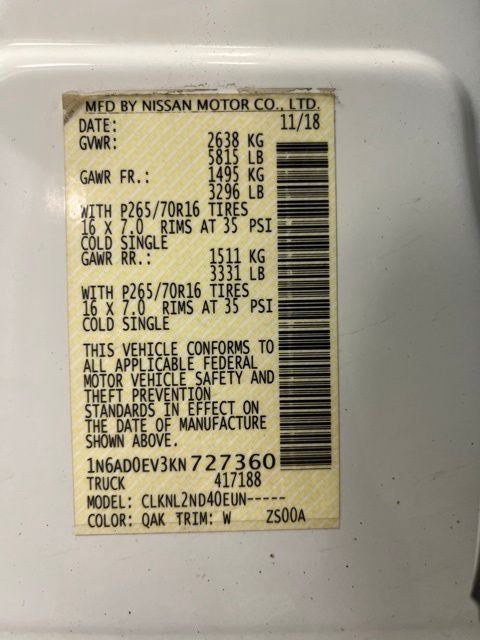 MFD BY NISSAN MOTOR CO., LTD.
DATE: 11/18
GVWR: 2638 KG
5815 LB
GAWR FR.: 1495 KG
3296 LB
WITH P265/70R16 TIRES
16 X 7.0 RIMS AT 35 PSI
COLD SINGLE
GAWR RR.: 1511 KG
3331 LB
WITH P265/70R16 TIRES
16 X 7.0 RIMS AT 35 PSI
COLD SINGLE
THIS VEHICLE CONFORMS TO
ALL APPLICABLE FEDERAL
MOTOR VEHICLE SAFETY AND
THEFT PREVENTION
STANDARDS IN EFFECT ON
THE DATE OF MANUFACTURE
SHOWN ABOVE.
1N6AD0EV3KN727360
TRUCK 417188
MODEL: CLKNL2ND40EUN-----
COLOR: QAK TRIM: W ZS00A